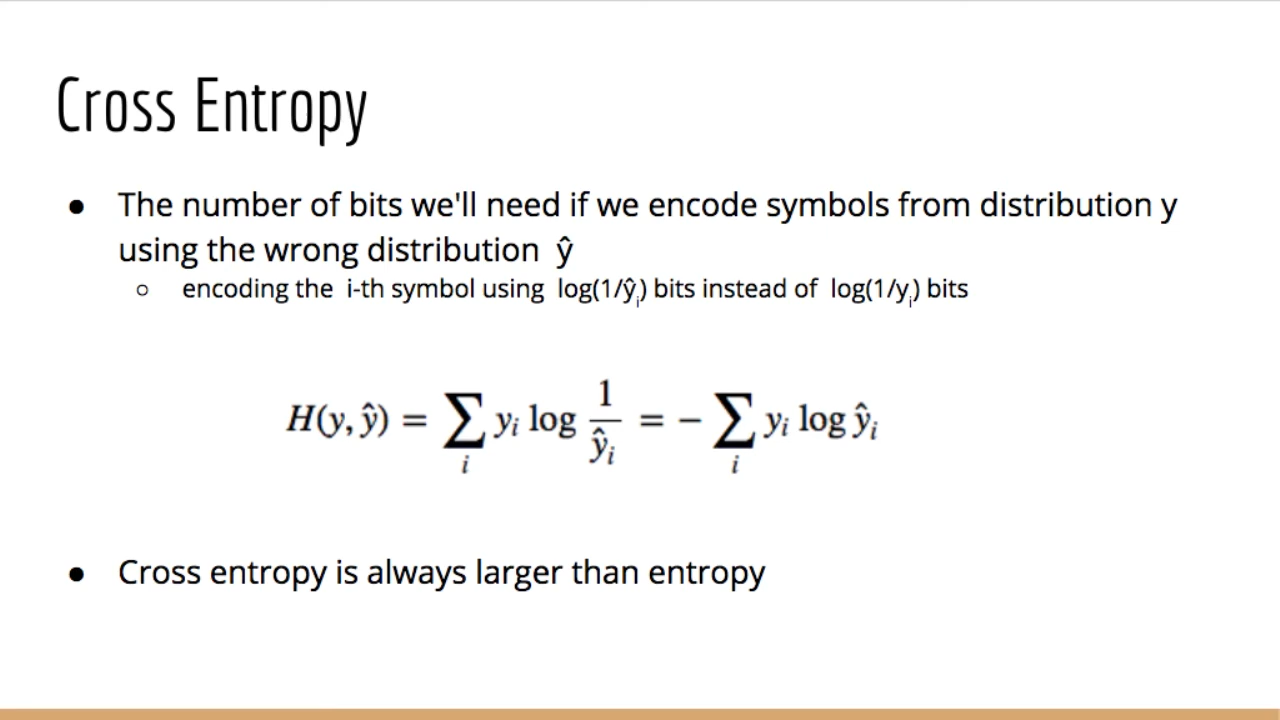 Cross Entropy
● The number of bits we'll need if we encode symbols from distribution y
using the wrong distribution ŷ
○ encoding the i-th symbol using log(1/ŷᵢ) bits instead of log(1/yᵢ) bits
H(y, ŷ) = ∑ᵢ yᵢ log 1/ŷᵢ = − ∑ᵢ yᵢ log ŷᵢ
● Cross entropy is always larger than entropy